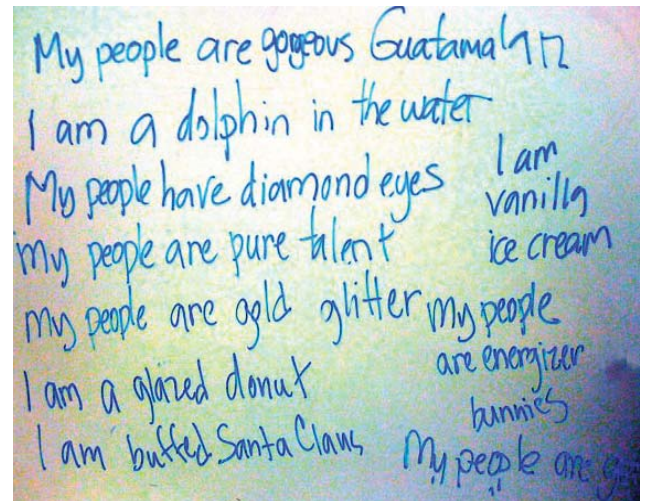 My people are gorgeous Guatamalan
I am a dolphin in the water
My people have diamond eyes
my people are pure talent
my people are gold glitter
I am a glazed donut
I am buffed Santa Claus
I am
vanilla
ice cream
my people
are energizer
bunnies
My people are